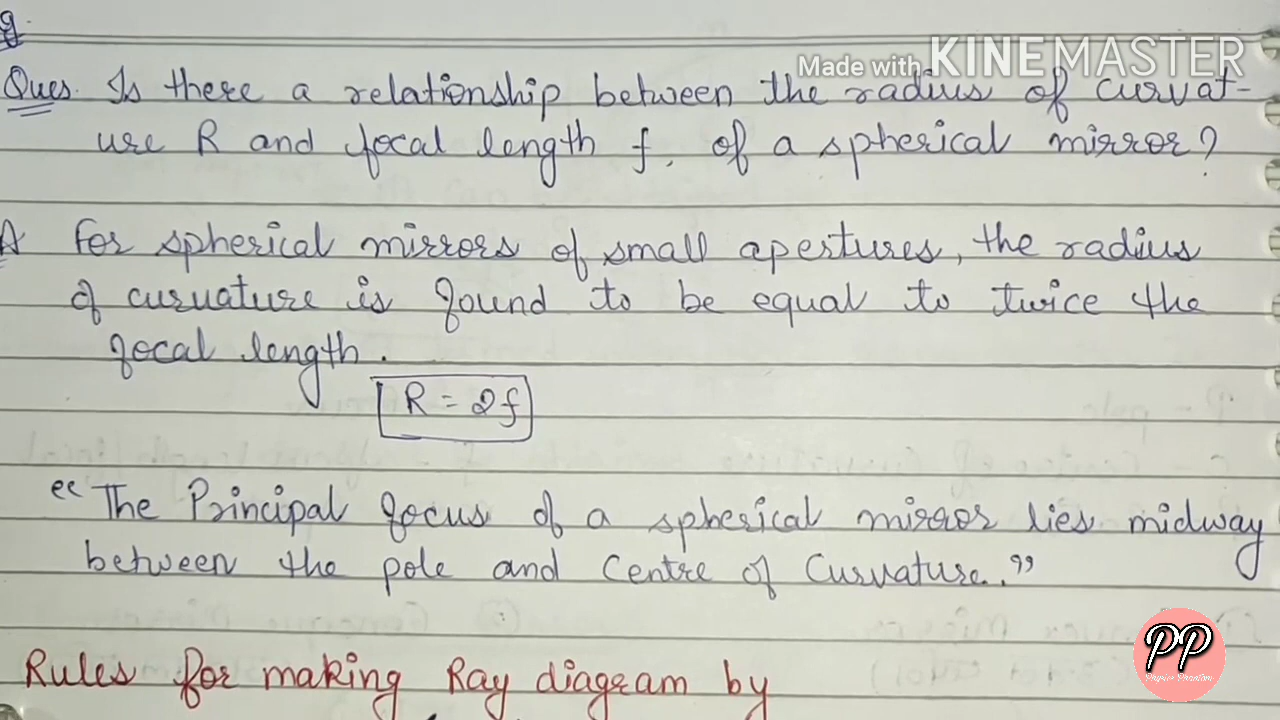 Made with KINEMASTER
Ques. Is there a relationship between the radius of curvat-
ure R and focal length f, of a spherical mirror?
A For spherical mirrors of small apertures, the radius
of curvature is found to be equal to twice the
focal length.
R = 2f
"The Principal focus of a spherical mirror lies midway
between the pole and Centre of Curvature."
PP
Rules for making Ray diagram by